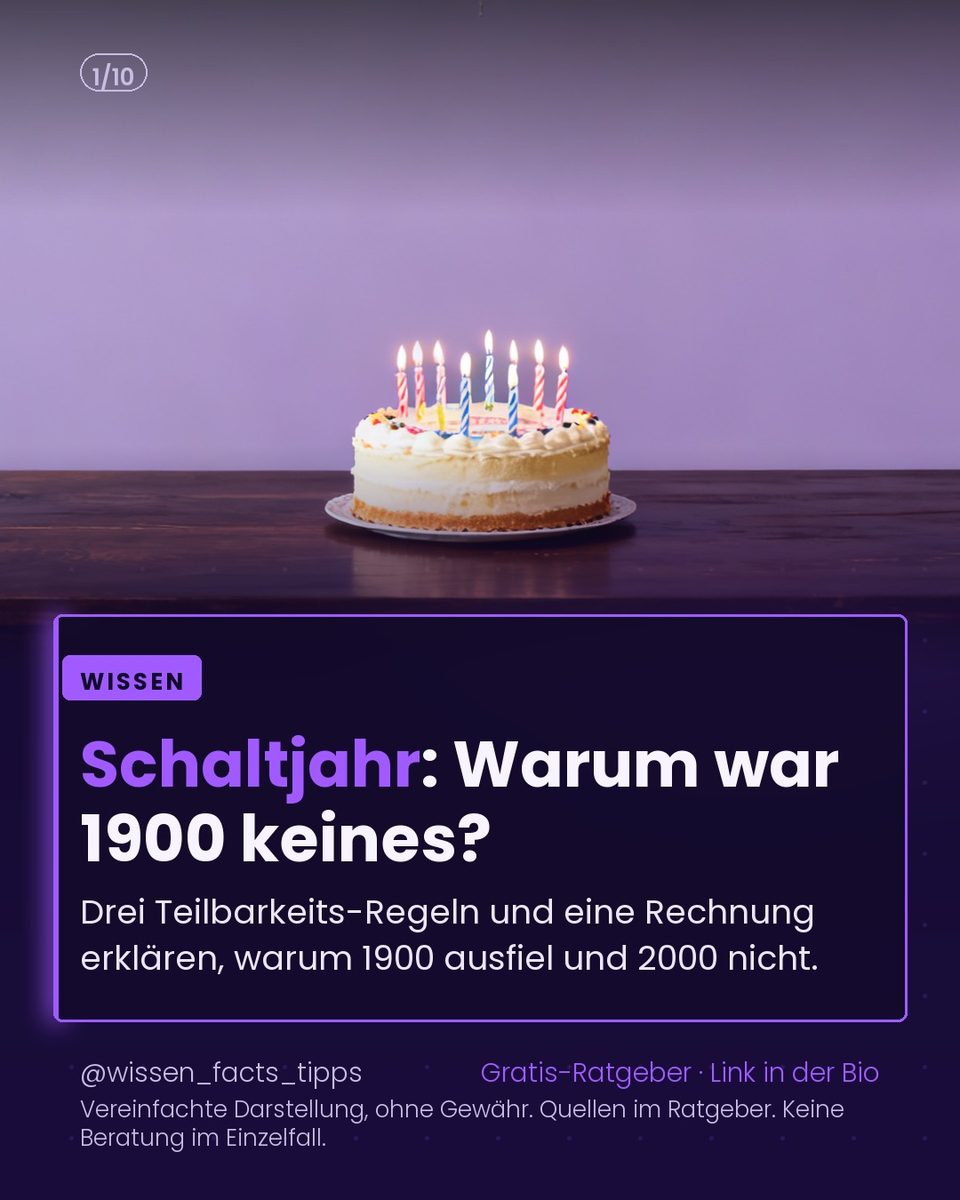 1/10
WISSEN
Schaltjahr: Warum war
1900 keines?
Drei Teilbarkeits-Regeln und eine Rechnung
erklären, warum 1900 ausfiel und 2000 nicht.
@wissen_facts_tipps
Gratis-Ratgeber · Link in der Bio
Vereinfachte Darstellung, ohne Gewähr. Quellen im Ratgeber. Keine
Beratung im Einzelfall.